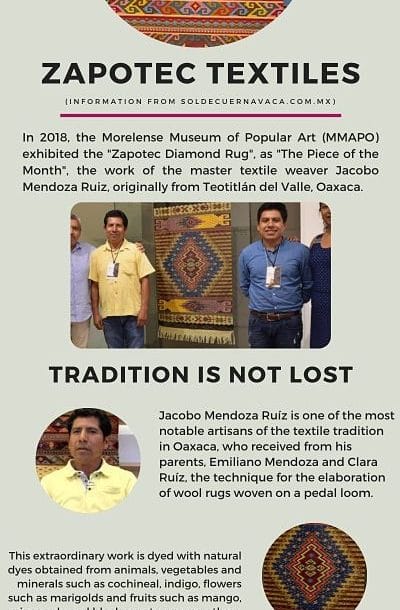 ZAPOTEC TEXTILES
(INFORMATION FROM SOLDECUERNAVACA.COM.MX)
In 2018, the Morelense Museum of Popular Art (MMAPO)
exhibited the "Zapotec Diamond Rug", as "The Piece of the
Month", the work of the master textile weaver Jacobo
Mendoza Ruiz, originally from Teotitlán del Valle, Oaxaca.
TRADITION IS NOT LOST
Jacobo Mendoza Ruíz is one of the most
notable artisans of the textile tradition
in Oaxaca, who received from his
parents, Emiliano Mendoza and Clara
Ruíz, the technique for the elaboration
of wool rugs woven on a pedal loom.
This extraordinary work is dyed with natural
dyes obtained from animals, vegetables and
minerals such as cochineal, indigo, flowers
such as marigolds and fruits such as mango,